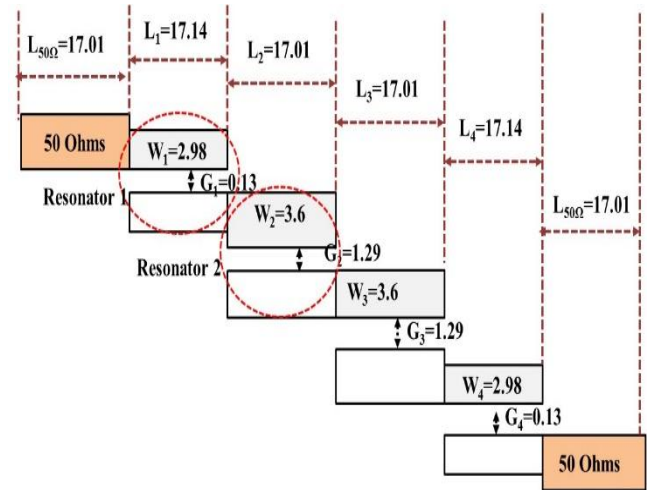 L₁=17.14
L50Ω=17.01
L₂=17.01
L₃=17.01
L₄=17.14
L50Ω=17.01
50 Ohms
W₁=2.98
G₁=0.13
Resonator 1
W₂=3.6
G₂=1.29
Resonator 2
W₃=3.6
G₃=1.29
W₄=2.98
G₄=0.13
50 Ohms